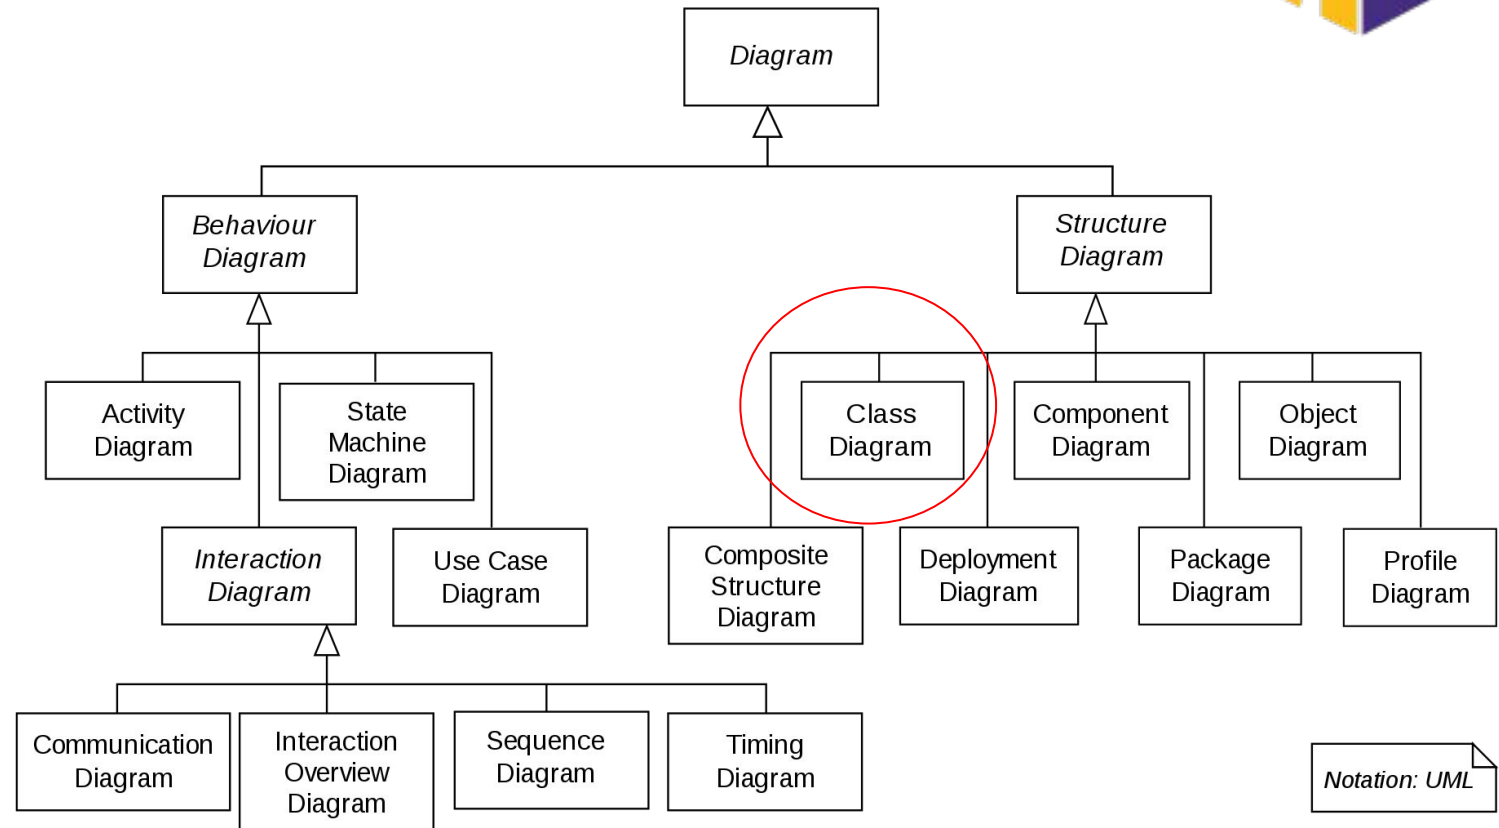 Diagram
Behaviour
Diagram
Structure
Diagram
Activity
Diagram
State
Machine
Diagram
Class
Diagram
Component
Diagram
Object
Diagram
Interaction
Diagram
Use Case
Diagram
Composite
Structure
Diagram
Deployment
Diagram
Package
Diagram
Profile
Diagram
Communication
Diagram
Interaction
Overview
Diagram
Sequence
Diagram
Timing
Diagram
Notation: UML